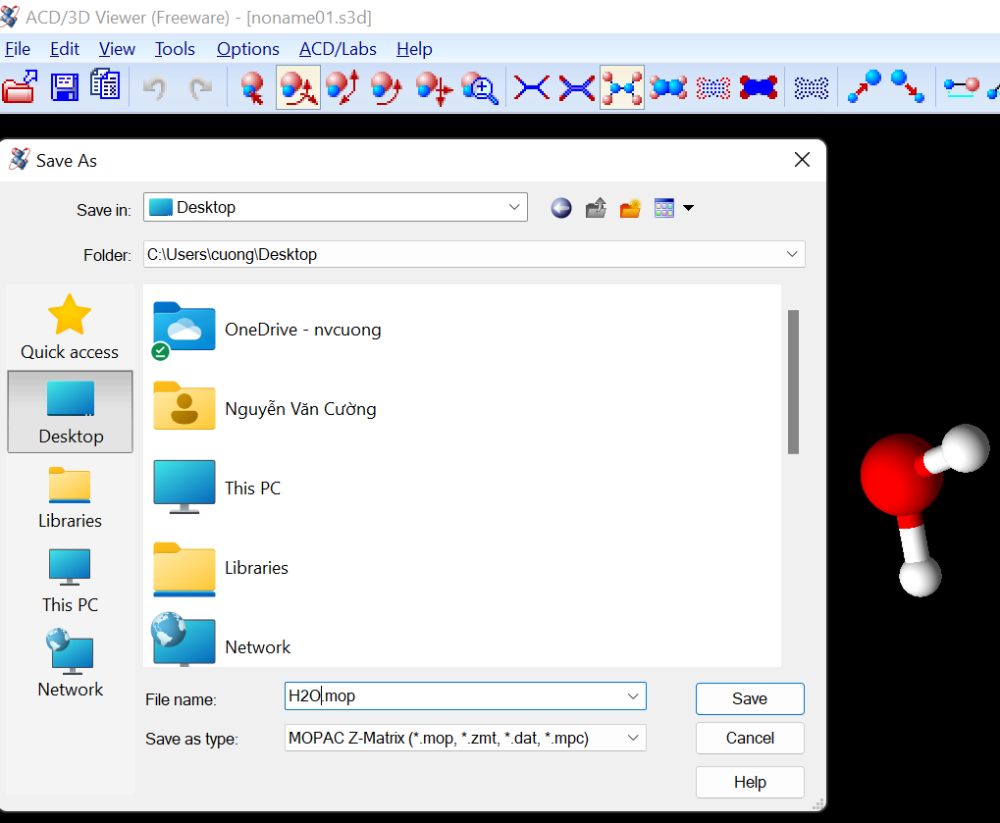 ACD/3D Viewer (Freeware) - [noname01.s3d]
File Edit View Tools Options ACD/Labs Help
Save As
Save in: Desktop
Folder: C:\Users\cuong\Desktop
Quick access
Desktop
Libraries
This PC
Network
OneDrive - nvcuong
Nguyễn Văn Cường
This PC
Libraries
Network
File name: H2O.mop Save
Save as type: MOPAC Z-Matrix (*.mop, *.zmt, *.dat, *.mpc) Cancel
Help